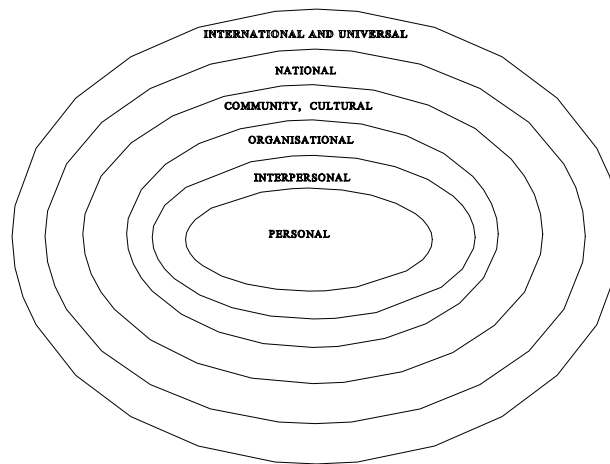 INTERNATIONAL AND UNIVERSAL
NATIONAL
COMMUNITY, CULTURAL
ORGANISATIONAL
INTERPERSONAL
PERSONAL